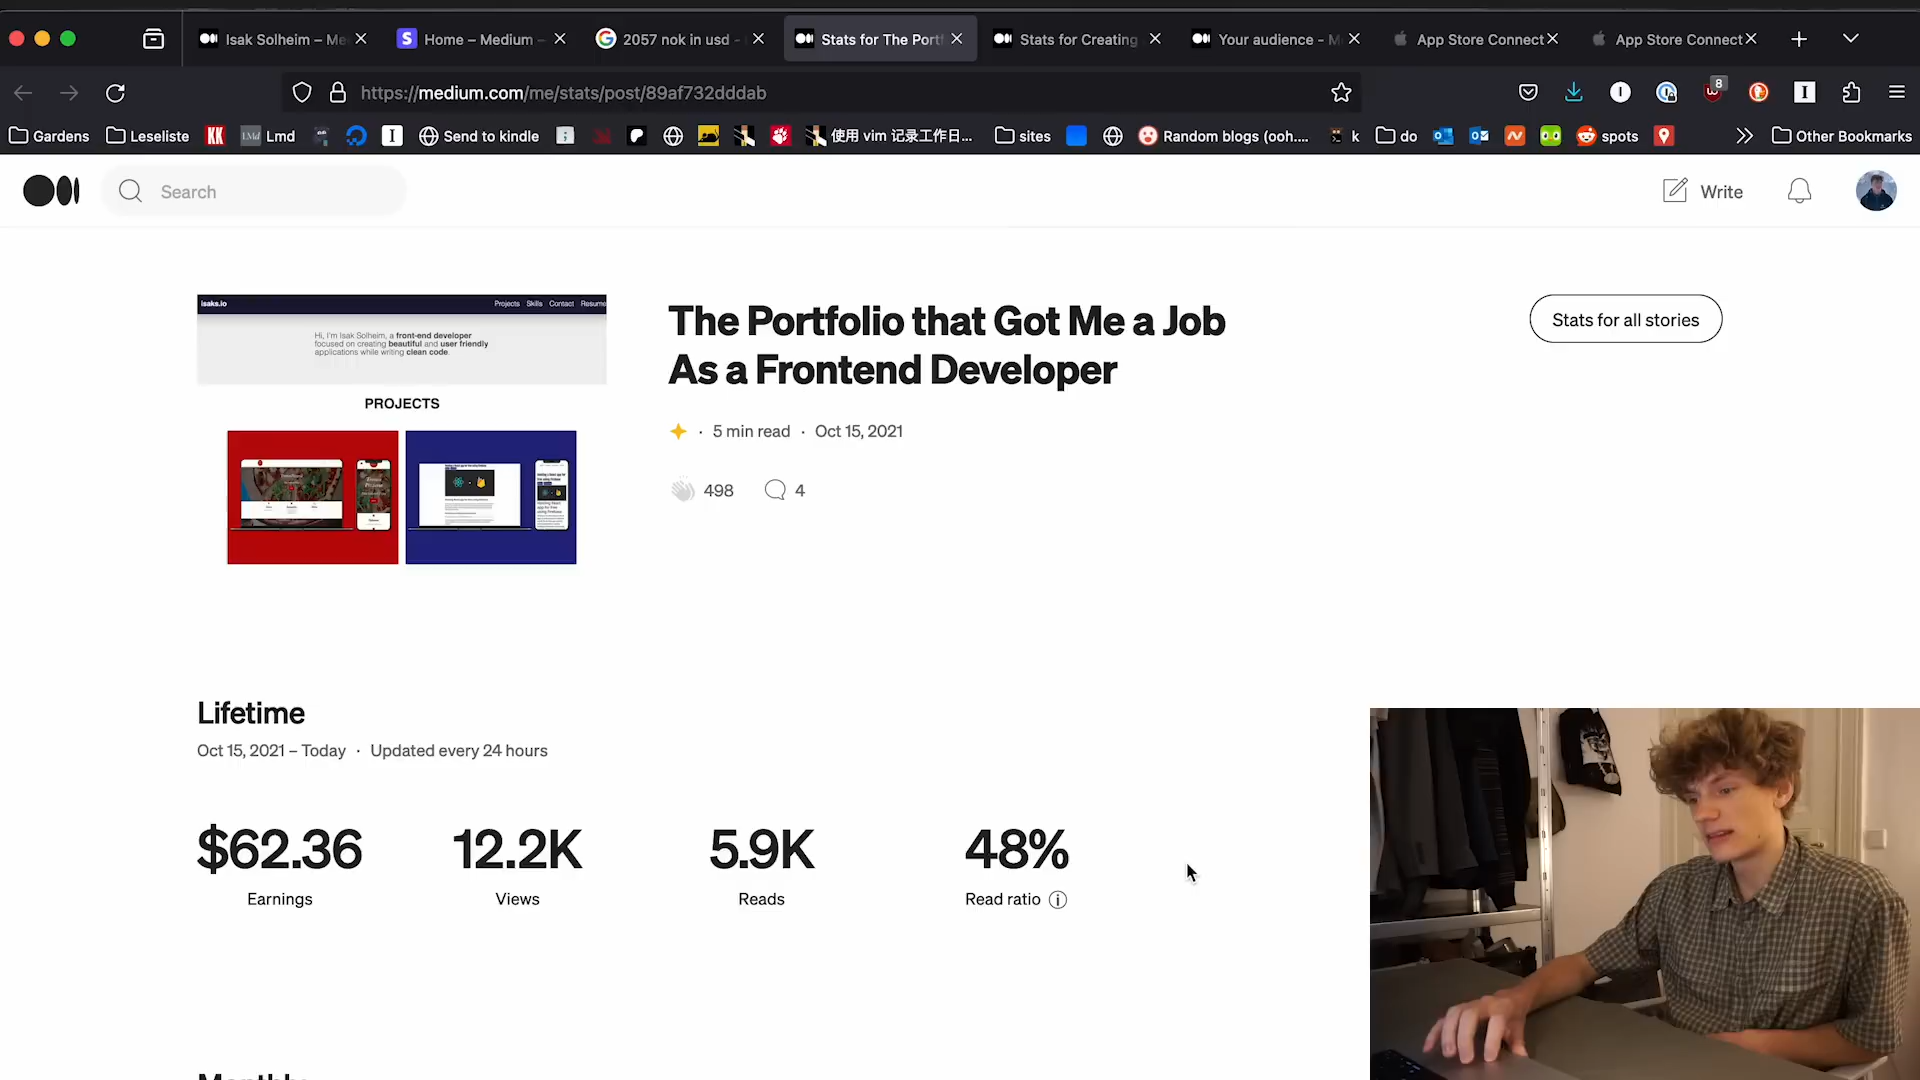 Isak Solheim – Me
Home – Medium –
2057 nok in usd -
Stats for The Portf
Stats for Creating
Your audience – M
App Store Connect
App Store Connect
https://medium.com/me/stats/post/89af732dddab
8
Gardens
Leseliste
Lmd
Send to kindle
使用 vim 记录工作日...
sites
Random blogs (ooh....
k
do
spots
Other Bookmarks
Search
Write
isaks.io
Projects Skills Contact Resume
Hi, I'm Isak Solheim, a front-end developer
focused on creating beautiful and user friendly
applications while writing clean code.
PROJECTS
The Portfolio that Got Me a Job
As a Frontend Developer
· 5 min read · Oct 15, 2021
498 4
Stats for all stories
Lifetime
Oct 15, 2021 – Today · Updated every 24 hours
$62.36 12.2K 5.9K 48%
Earnings Views Reads Read ratio
Monthly